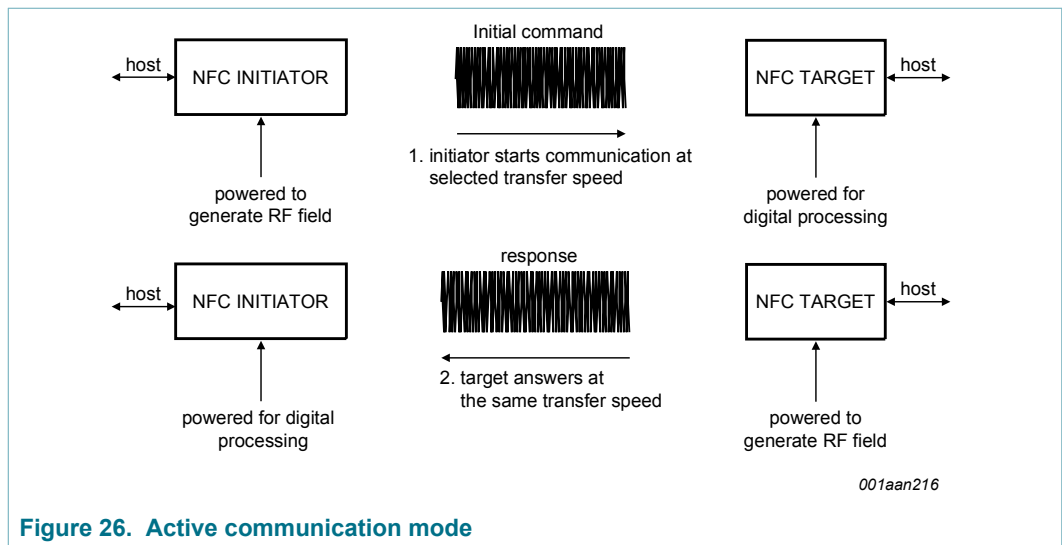 Initial command
host
NFC INITIATOR
NFC TARGET
host
1. initiator starts communication at
selected transfer speed
powered to
generate RF field
powered for
digital processing
response
host
NFC INITIATOR
NFC TARGET
host
2. target answers at
the same transfer speed
powered for digital
processing
powered to
generate RF field
001aan216
Figure 26. Active communication mode